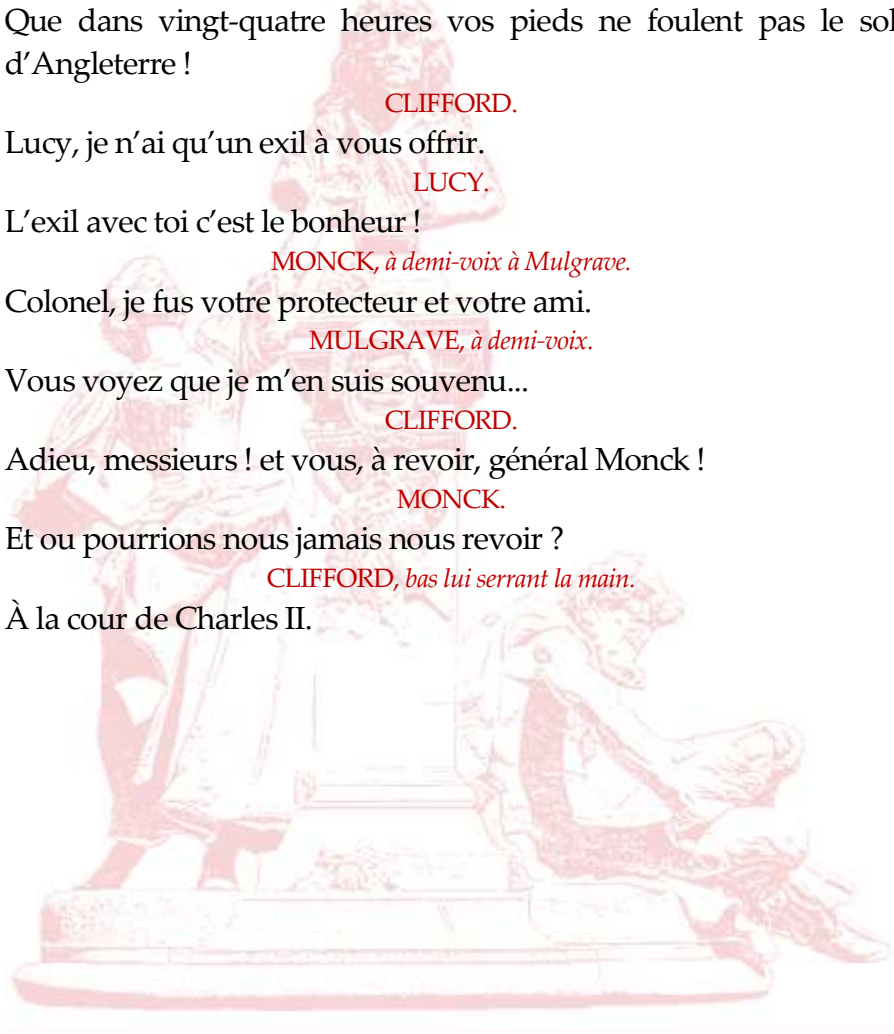 Que dans vingt-quatre heures vos pieds ne foulent pas le sol
d’Angleterre !
CLIFFORD.
Lucy, je n’ai qu’un exil à vous offrir.
LUCY.
L’exil avec toi c’est le bonheur !
MONCK, à demi-voix à Mulgrave.
Colonel, je fus votre protecteur et votre ami.
MULGRAVE, à demi-voix.
Vous voyez que je m’en suis souvenu...
CLIFFORD.
Adieu, messieurs ! et vous, à revoir, général Monck !
MONCK.
Et ou pourrions nous jamais nous revoir ?
CLIFFORD, bas lui serrant la main.
À la cour de Charles II.